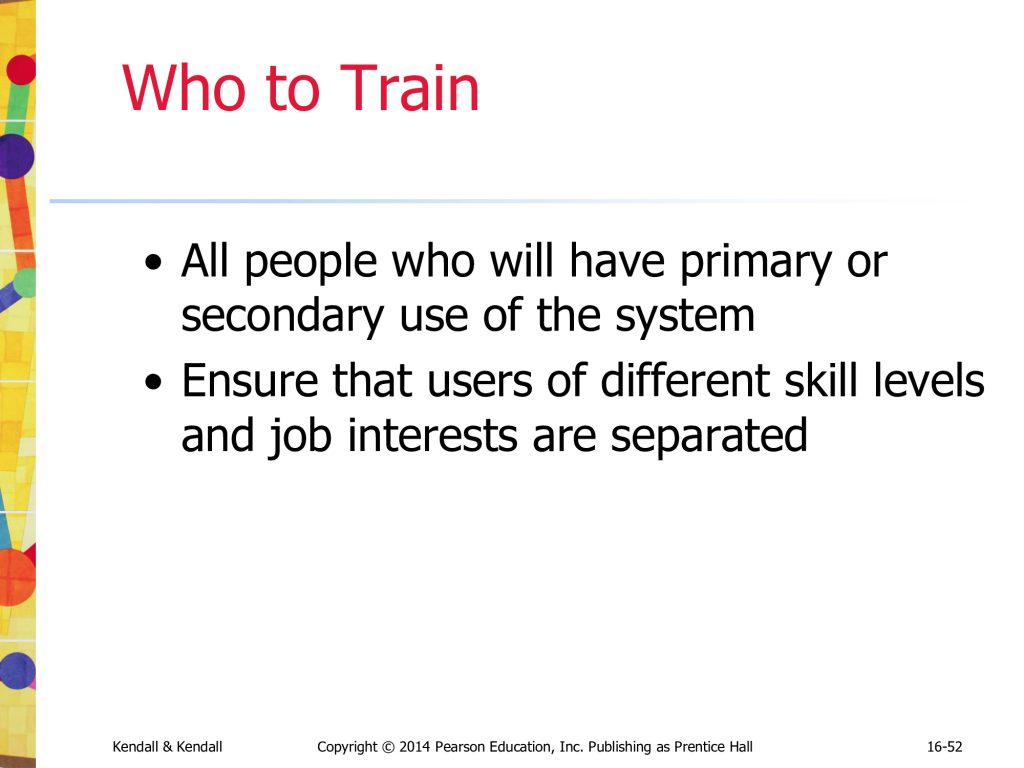 Who to Train
• All people who will have primary or
secondary use of the system
• Ensure that users of different skill levels
and job interests are separated
Kendall & Kendall
Copyright © 2014 Pearson Education, Inc. Publishing as Prentice Hall
16-52